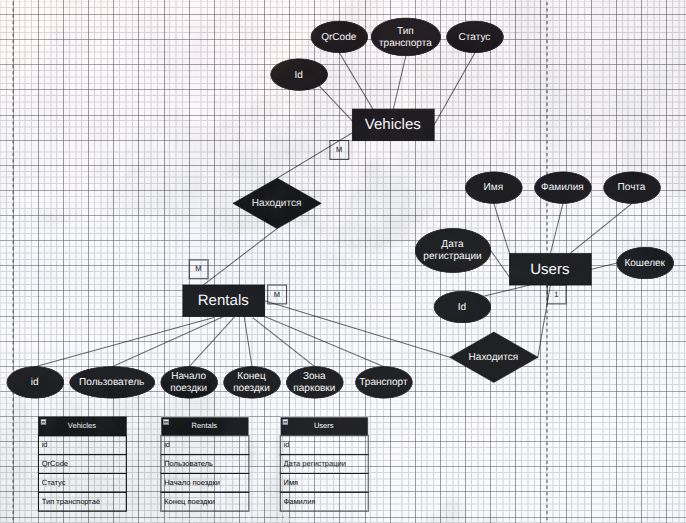 QrCode
Тип
транспорта
Статус
Id
Vehicles
M
Находится
Имя
Фамилия
Почта
Дата
регистрации
Users
Кошелек
Id
1
M
M
Rentals
Находится
id
Пользователь
Начало
поездки
Конец
поездки
Зона
парковки
Транспорт
Vehicles
id
QrCode
Статус
Тип транспортаё
Rentals
id
Пользователь
Начало поездки
Конец поездки
Users
id
Дата регистрации
Имя
Фамилия